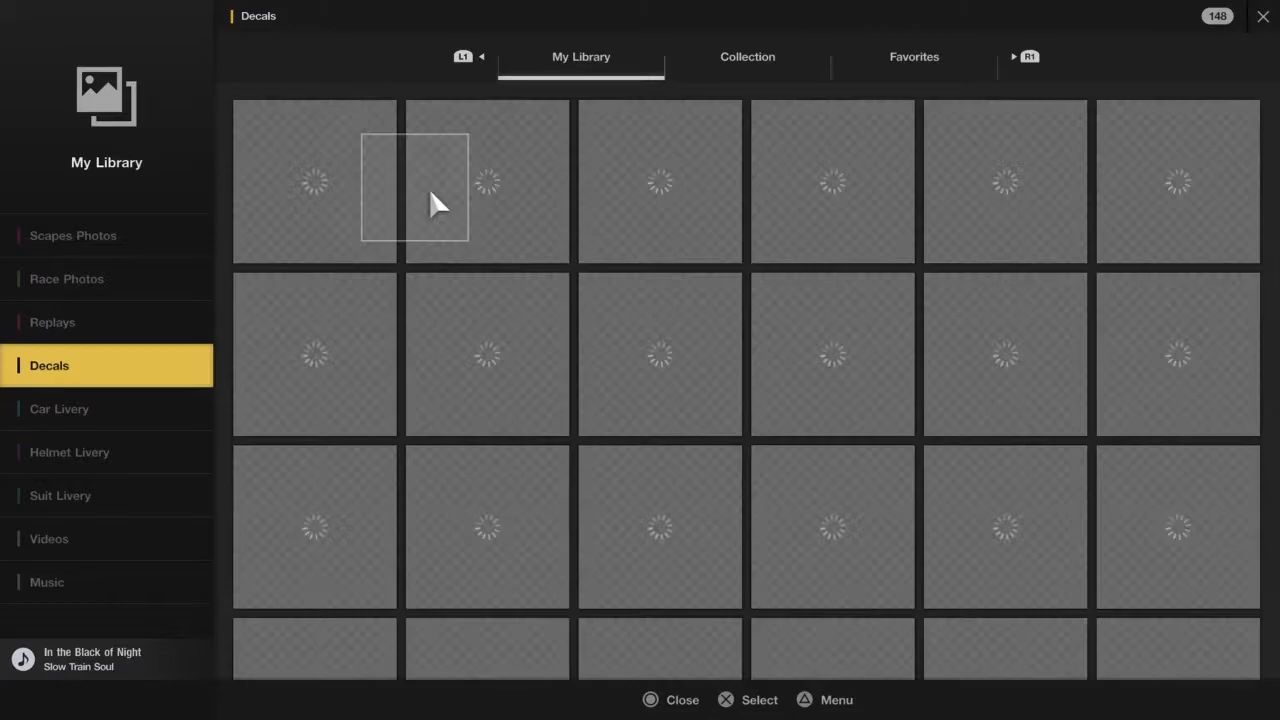 Decals
148
L1
My Library
Collection
Favorites
R1
My Library
Scapes Photos
Race Photos
Replays
Decals
Car Livery
Helmet Livery
Suit Livery
Videos
Music
In the Black of Night
Slow Train Soul
Close
Select
Menu